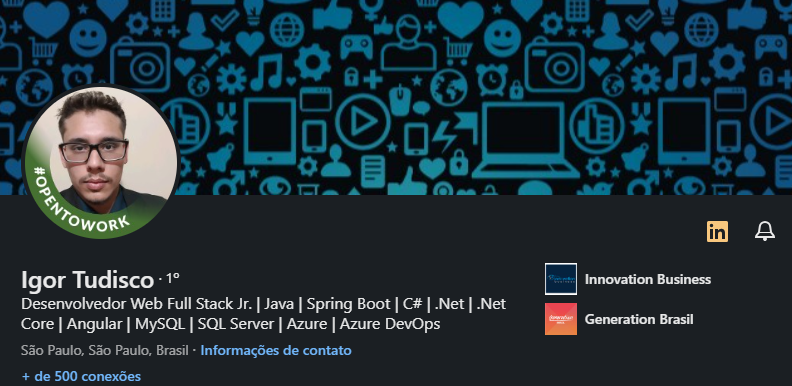 #OPENTOWORK
in
Igor Tudisco · 1º
Desenvolvedor Web Full Stack Jr. | Java | Spring Boot | C# | .Net | .Net
Core | Angular | MySQL | SQL Server | Azure | Azure DevOps
São Paulo, São Paulo, Brasil · Informações de contato
+ de 500 conexões
Innovation Business
Generation Brasil